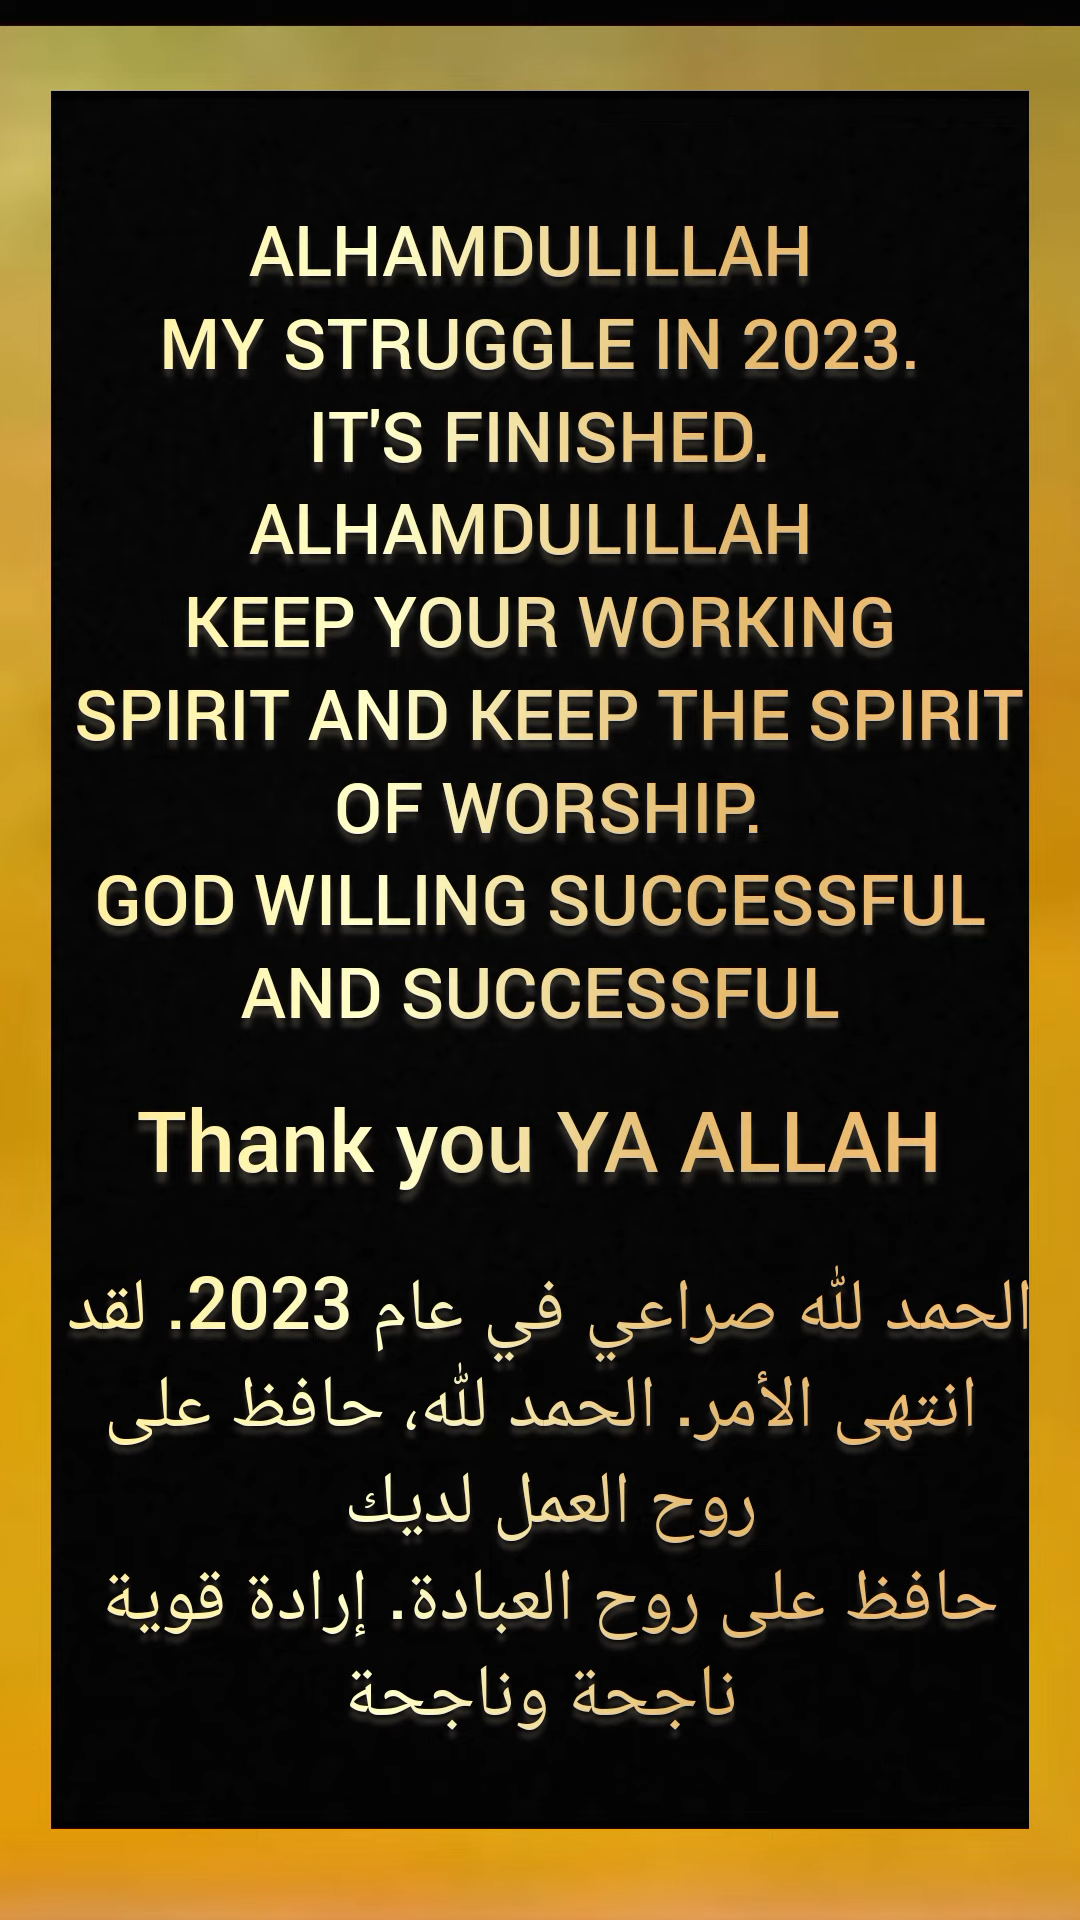 ALHAMDULILLAH
MY STRUGGLE IN 2023.
IT'S FINISHED.
ALHAMDULILLAH
KEEP YOUR WORKING
SPIRIT AND KEEP THE SPIRIT
OF WORSHIP.
GOD WILLING SUCCESSFUL
AND SUCCESSFUL
Thank you YA ALLAH
الحمد لله صراعي في عام 2023. لقد
انتهى الأمر. الحمد لله، حافظ على
روح العمل لديك
حافظ على روح العبادة. إرادة قوية
ناجحة وناجحة